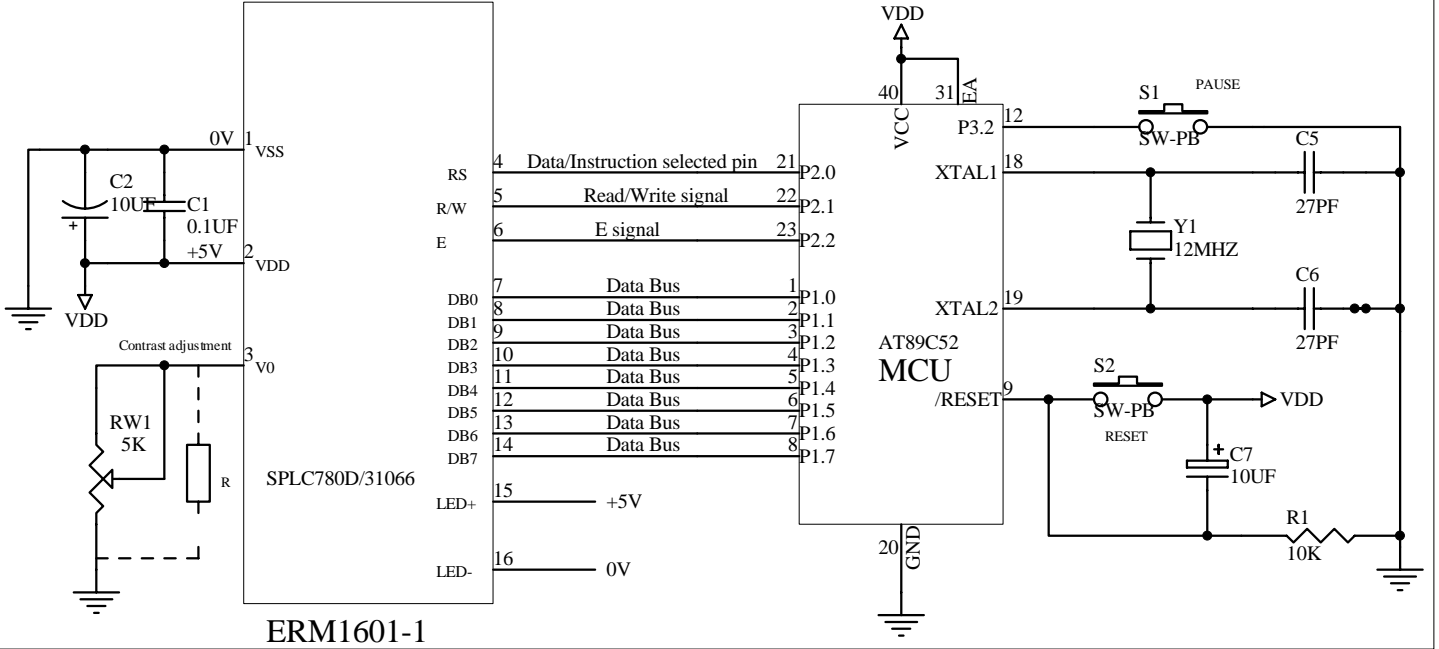 0V
1
VSS
C2
10UF
+
C1
0.1UF
+5V
2
VDD
VDD
Contrast adjustment
3
V0
RW1
5K
R
SPLC780D/31066
ERM1601-1
RS
4
Data/Instruction selected pin
21
P2.0
R/W
5
Read/Write signal
22
P2.1
E
6
E signal
23
P2.2
DB0
7
Data Bus
1
P1.0
DB1
8
Data Bus
2
P1.1
DB2
9
Data Bus
3
P1.2
DB3
10
Data Bus
4
P1.3
DB4
11
Data Bus
5
P1.4
DB5
12
Data Bus
6
P1.5
DB6
13
Data Bus
7
P1.6
DB7
14
Data Bus
8
P1.7
LED+
15
+5V
LED-
16
0V
VDD
40
VCC
31
EA
AT89C52
MCU
20
GND
P3.2
12
S1
PAUSE
SW-PB
XTAL1
18
C5
27PF
Y1
12MHZ
XTAL2
19
C6
27PF
/RESET
9
S2
SW-PB
RESET
VDD
+
C7
10UF
R1
10K